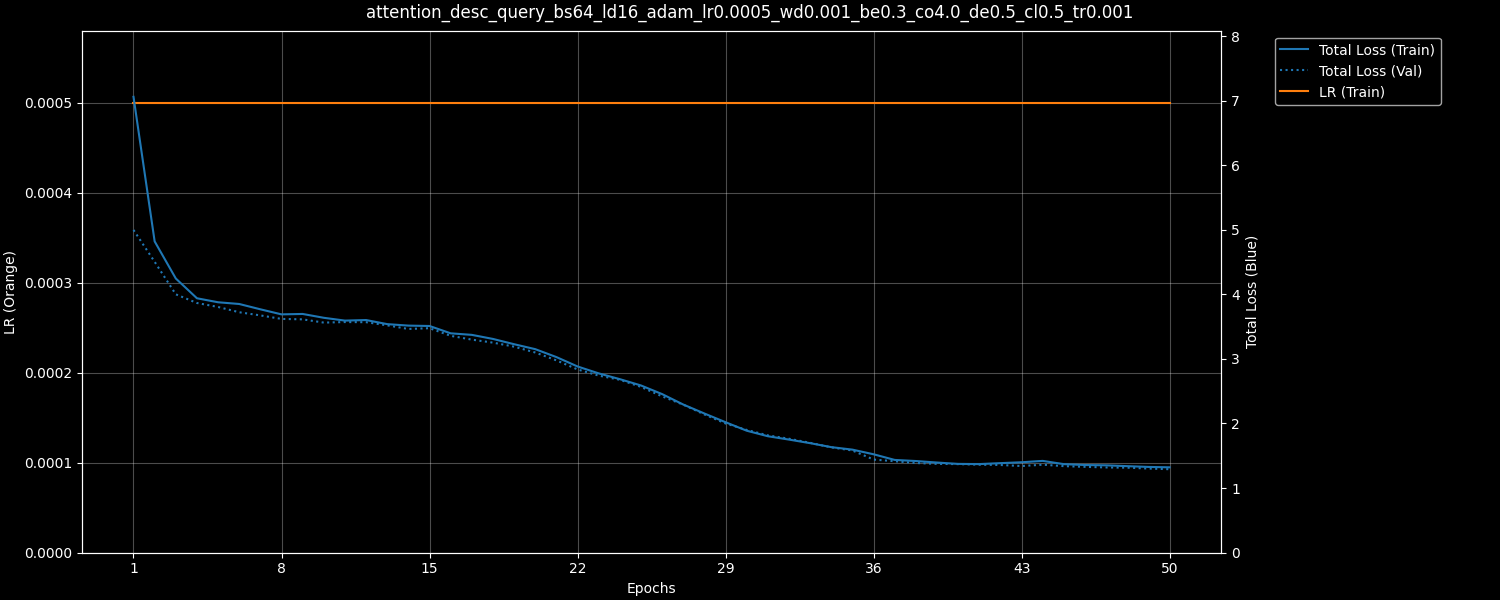 attention_desc_query_bs64_ld16_adam_lr0.0005_wd0.001_be0.3_co4.0_de0.5_cl0.5_tr0.001
Total Loss (Train)
Total Loss (Val)
LR (Train)
LR (Orange)
0.0005
0.0004
0.0003
0.0002
0.0001
0.0000
8
7
6
5
4
3
2
1
0
Total Loss (Blue)
1 8 15 22 29 36 43 50
Epochs